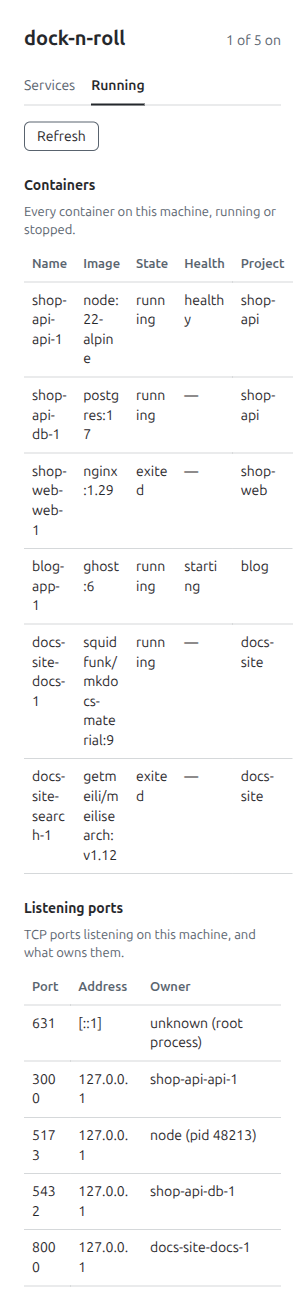 dock-n-roll
1 of 5 on
Services Running
Refresh
Containers
Every container on this machine, running or
stopped.
Name Image State Health Project
shop- node: runn health shop-
api- 22- ing y api
api-1 alpin
e
shop- postg runn — shop-
api- res:1 ing api
db-1 7
shop- nginx exite — shop-
web- :1.29 d web
web-
1
blog- ghost runn starti blog
app- :6 ing ng
1
docs- squid runn — docs-
site- funk/ ing site
docs- mkdo
1 cs-
mate
rial:9
docs- getm exite — docs-
site- eili/m d site
searc eilise
h-1 arch:
v1.12
Listening ports
TCP ports listening on this machine, and
what owns them.
Port Address Owner
631 [::1] unknown (root
process)
300 127.0.0. shop-api-api-1
0 1
517 127.0.0. node (pid 48213)
3 1
543 127.0.0. shop-api-db-1
2 1
800 127.0.0. docs-site-docs-1
0 1